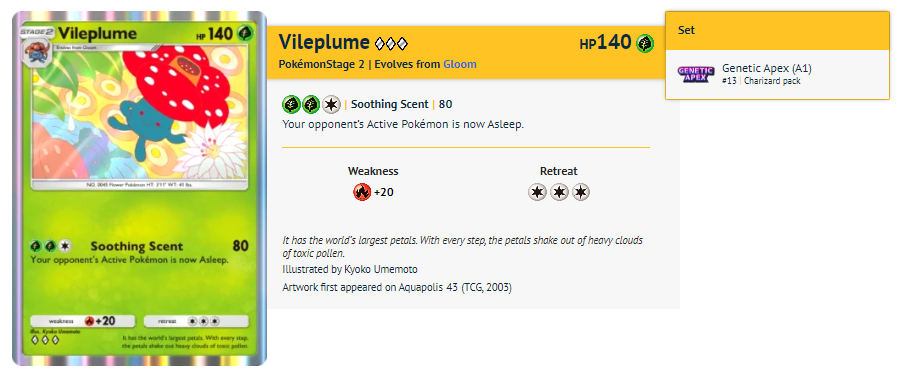 STAGE 2 Vileplume HP 140
Evolves from Gloom
NO. 0045 Flower Pokémon HT: 3'11" WT: 41 lbs.
Soothing Scent 80
Your opponent's Active Pokémon is now Asleep.
weakness +20 retreat
Illus. Kyoko Umemoto
It has the world's largest petals. With every step,
the petals shake out heavy clouds of toxic pollen.
Vileplume HP 140
PokémonStage 2 | Evolves from Gloom
| Soothing Scent | 80
Your opponent's Active Pokémon is now Asleep.
Weakness Retreat
+20
It has the world's largest petals. With every step, the petals shake out of heavy clouds
of toxic pollen.
Illustrated by Kyoko Umemoto
Artwork first appeared on Aquapolis 43 (TCG, 2003)
Set
GENETIC APEX
Genetic Apex (A1)
#13 | Charizard pack